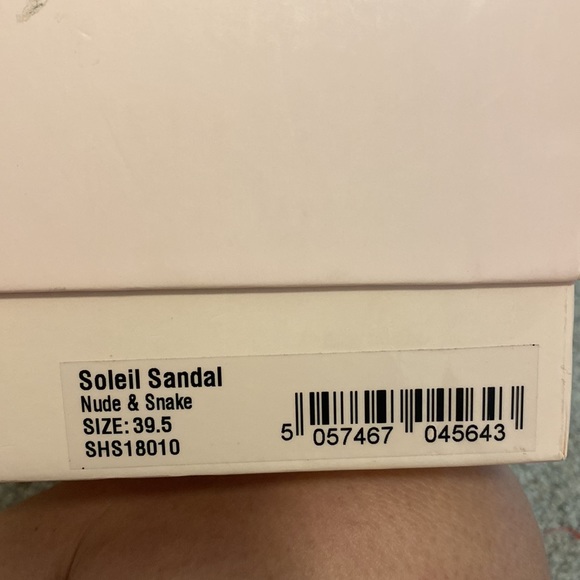 Soleil Sandal
Nude & Snake
SIZE: 39.5
SHS18010
5 057467 045643